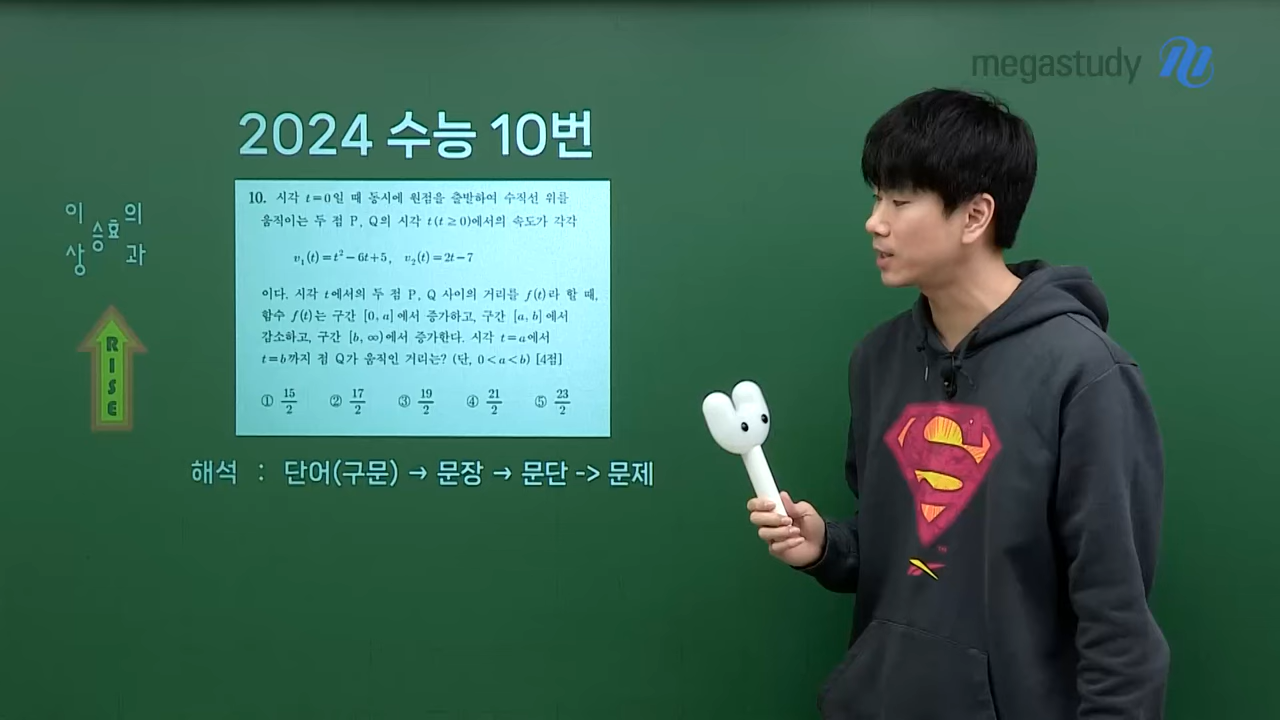 megastudy
2024 수능 10번
10. 시각 t=0일 때 동시에 원점을 출발하여 수직선 위를
움직이는 두 점 P, Q의 시각 t(t≥0)에서의 속도가 각각
v₁(t)=t²−6t+5, v₂(t)=2t−7
이다. 시각 t에서의 두 점 P, Q 사이의 거리를 f(t)라 할 때,
함수 f(t)는 구간 [0, a]에서 증가하고, 구간 [a, b]에서
감소하고, 구간 [b, ∞)에서 증가한다. 시각 t=a에서
t=b까지 점 Q가 움직인 거리는? (단, 0<a<b) [4점]
① 15/2 ② 17/2 ③ 19/2 ④ 21/2 ⑤ 23/2
이승효의
상과
RISE
해석 : 단어(구문) → 문장 → 문단 -> 문제
S